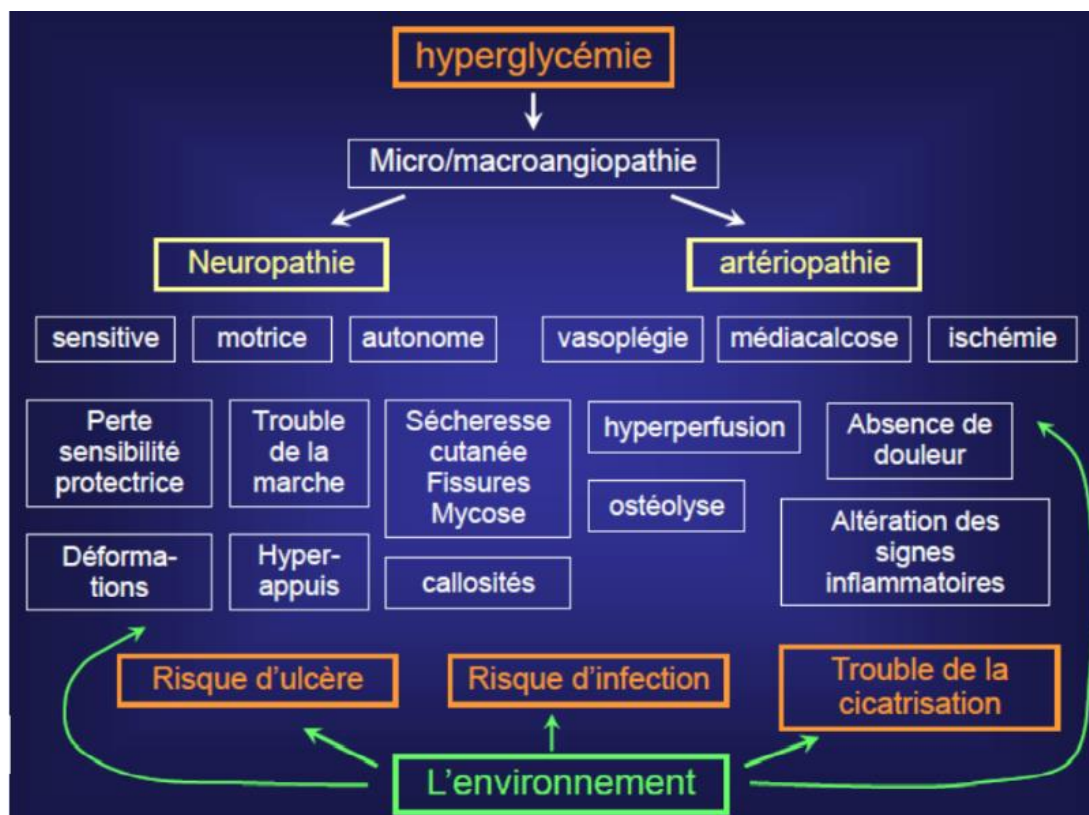 hyperglycémie
Micro/macroangiopathie
Neuropathie
artériopathie
sensitive
motrice
autonome
vasoplégie
médiacalcose
ischémie
Perte
sensibilité
protectrice
Trouble
de la
marche
Sécheresse
cutanée
Fissures
Mycose
hyperperfusion
Absence de
douleur
ostéolyse
Altération des
signes
inflammatoires
Déforma-
tions
Hyper-
appuis
callosités
Risque d'ulcère
Risque d'infection
Trouble de la
cicatrisation
L'environnement